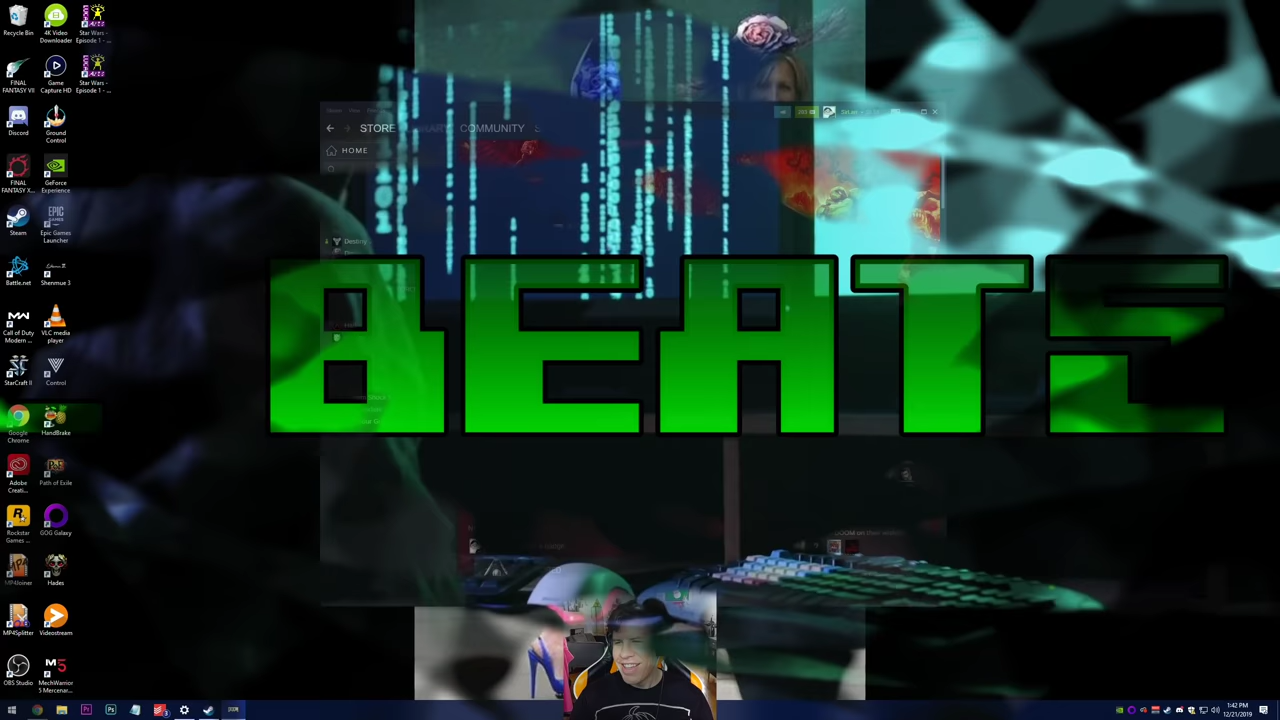 Recycle Bin
4K Video
Downloader
Star Wars -
Episode 1 - ...
FINAL
FANTASY VII
Game
Capture HD
Star Wars -
Episode 1 - ...
Discord
Ground
Control
FINAL
FANTASY X...
GeForce
Experience
Steam
Epic Games
Launcher
Battle.net
Shenmue 3
Call of Duty
Modern ...
VLC media
player
StarCraft II
Control
Google
Chrome
HandBrake
Adobe
Creati...
Path of Exile
Rockstar
Games ...
GOG Galaxy
MP4Joiner
Hades
MP4Splitter
Videostream
OBS Studio
MechWarrior
5 Mercenar...
STORE
COMMUNITY
HOME
Destiny
BEATS
1:42 PM
12/21/2019